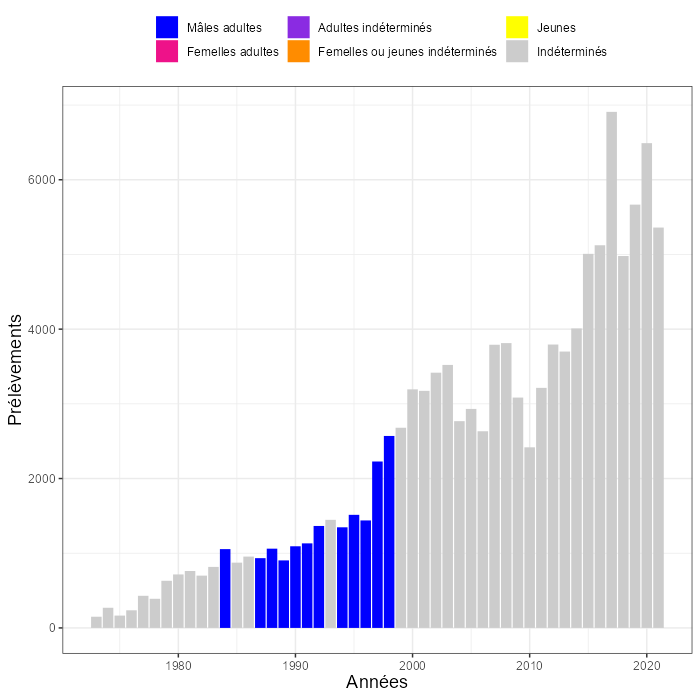 Mâles adultes Adultes indéterminés Jeunes
Femelles adultes Femelles ou jeunes indéterminés Indéterminés
6000
4000
2000
0
Prélèvements
1980 1990 2000 2010 2020
Années